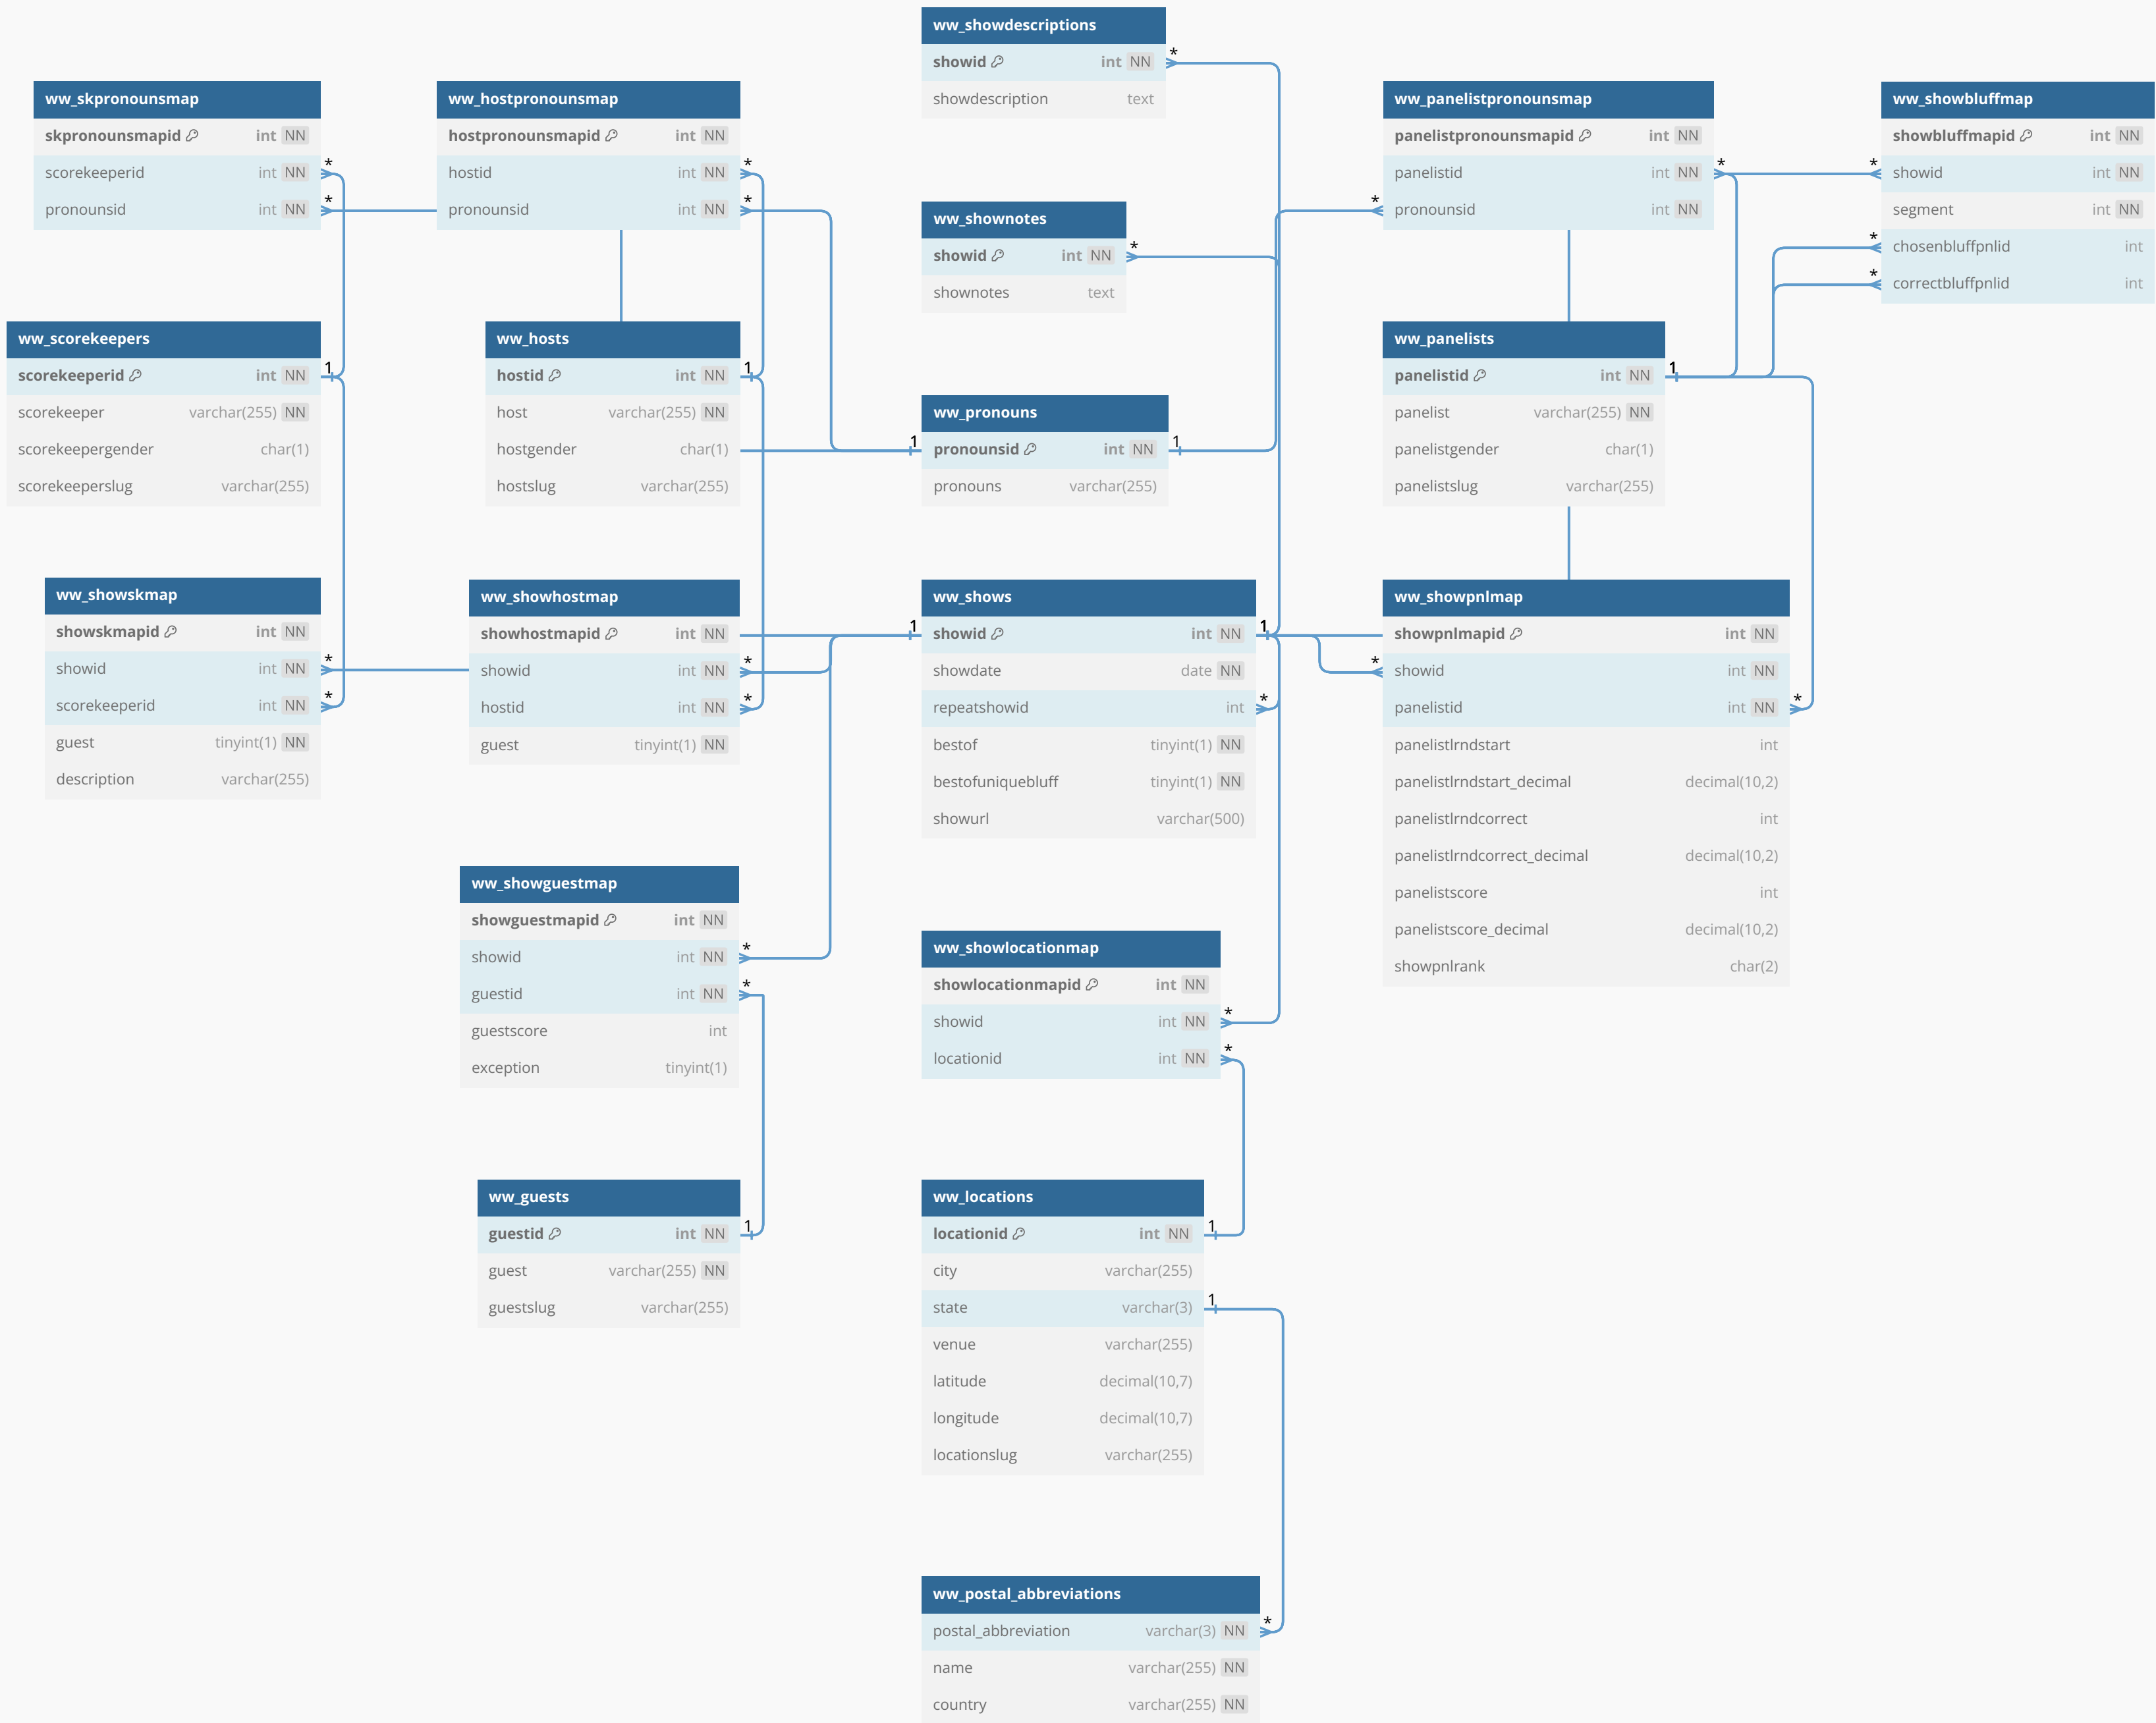 ww_showdescriptions
showid int NN
showdescription text
ww_skpronounsmap
skpronounsmapid int NN
scorekeeperid int NN
pronounsid int NN
ww_hostpronounsmap
hostpronounsmapid int NN
hostid int NN
pronounsid int NN
ww_shownotes
showid int NN
shownotes text
ww_panelistpronounsmap
panelistpronounsmapid int NN
panelistid int NN
pronounsid int NN
ww_showbluffmap
showbluffmapid int NN
showid int NN
segment int NN
chosenbluffpnlid int
correctbluffpnlid int
ww_scorekeepers
scorekeeperid int NN
scorekeeper varchar(255) NN
scorekeepergender char(1)
scorekeeperslug varchar(255)
ww_hosts
hostid int NN
host varchar(255) NN
hostgender char(1)
hostslug varchar(255)
ww_pronouns
pronounsid int NN
pronouns varchar(255)
ww_panelists
panelistid int NN
panelist varchar(255) NN
panelistgender char(1)
panelistslug varchar(255)
ww_showskmap
showskmapid int NN
showid int NN
scorekeeperid int NN
guest tinyint(1) NN
description varchar(255)
ww_showhostmap
showhostmapid int NN
showid int NN
hostid int NN
guest tinyint(1) NN
ww_shows
showid int NN
showdate date NN
repeatshowid int
bestof tinyint(1) NN
bestofuniquebluff tinyint(1) NN
showurl varchar(500)
ww_showpnlmap
showpnlmapid int NN
showid int NN
panelistid int NN
panelistlrndstart int
panelistlrndstart_decimal decimal(10,2)
panelistlrndcorrect int
panelistlrndcorrect_decimal decimal(10,2)
panelistscore int
panelistscore_decimal decimal(10,2)
showpnlrank char(2)
ww_showguestmap
showguestmapid int NN
showid int NN
guestid int NN
guestscore int
exception tinyint(1)
ww_showlocationmap
showlocationmapid int NN
showid int NN
locationid int NN
ww_guests
guestid int NN
guest varchar(255) NN
guestslug varchar(255)
ww_locations
locationid int NN
city varchar(255)
state varchar(3)
venue varchar(255)
latitude decimal(10,7)
longitude decimal(10,7)
locationslug varchar(255)
ww_postal_abbreviations
postal_abbreviation varchar(3) NN
name varchar(255) NN
country varchar(255) NN